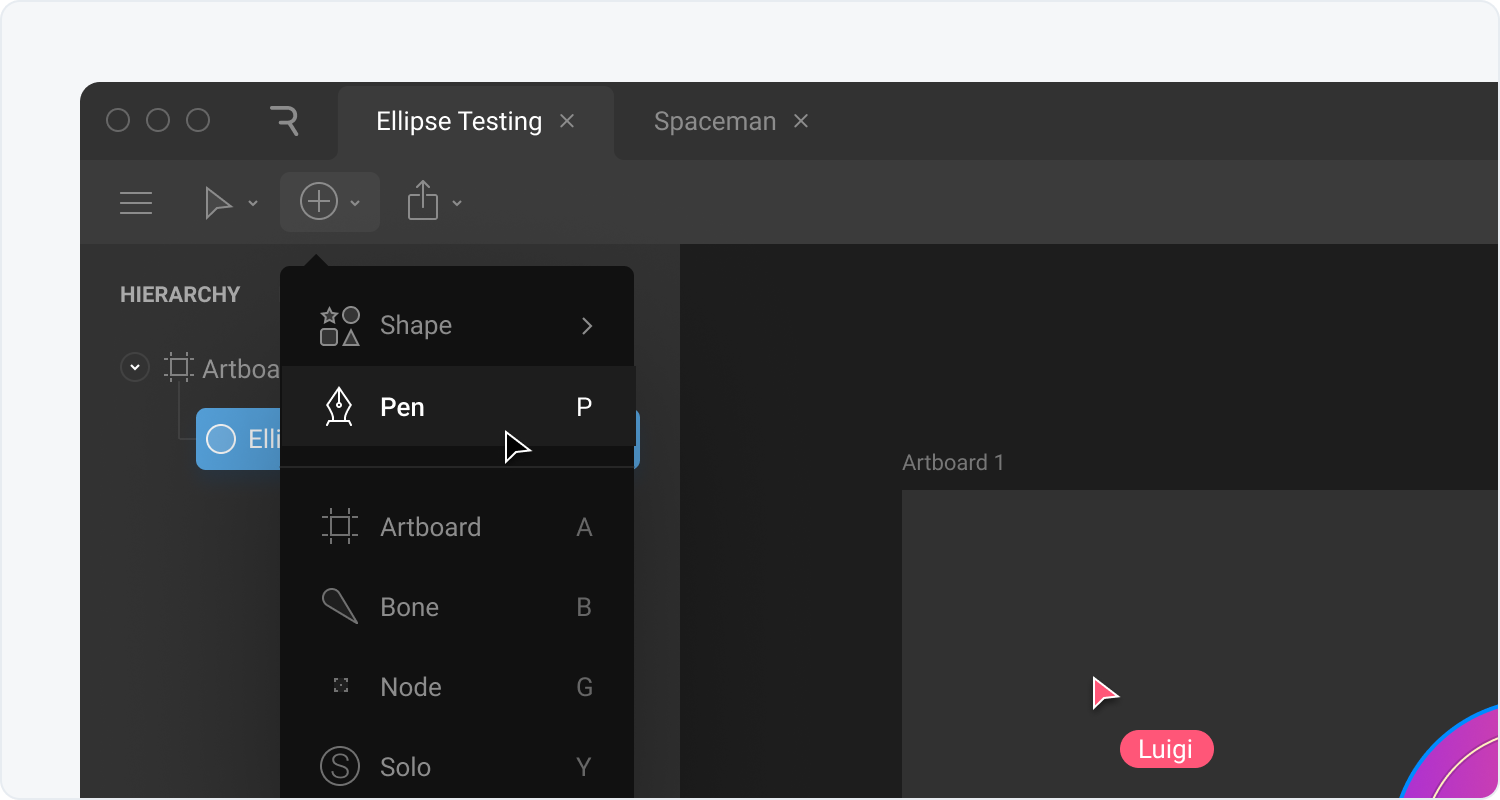 Ellipse Testing
Spaceman
HIERARCHY
Artboa
Elli
Shape
Pen P
Artboard A
Bone B
Node G
Solo Y
Artboard 1
Luigi